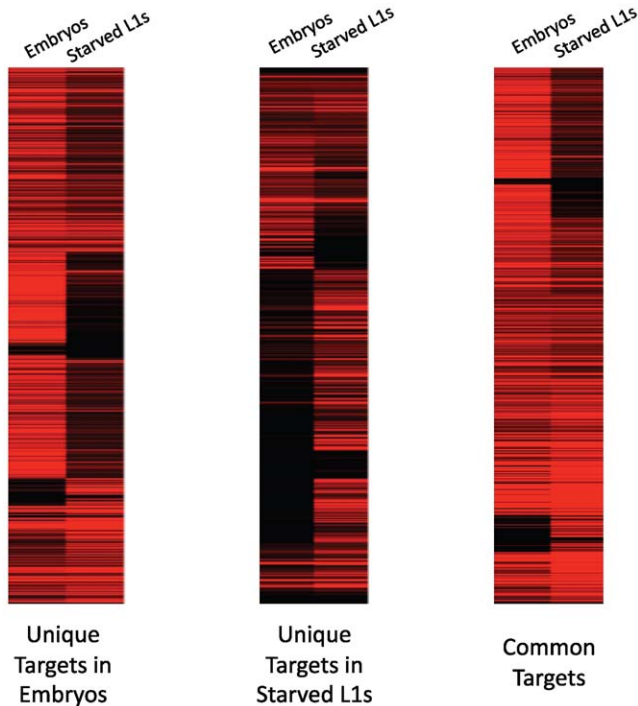 Embryos
Starved L1s
Embryos
Starved L1s
Embryos
Starved L1s
Unique
Targets in
Embryos
Unique
Targets in
Starved L1s
Common
Targets